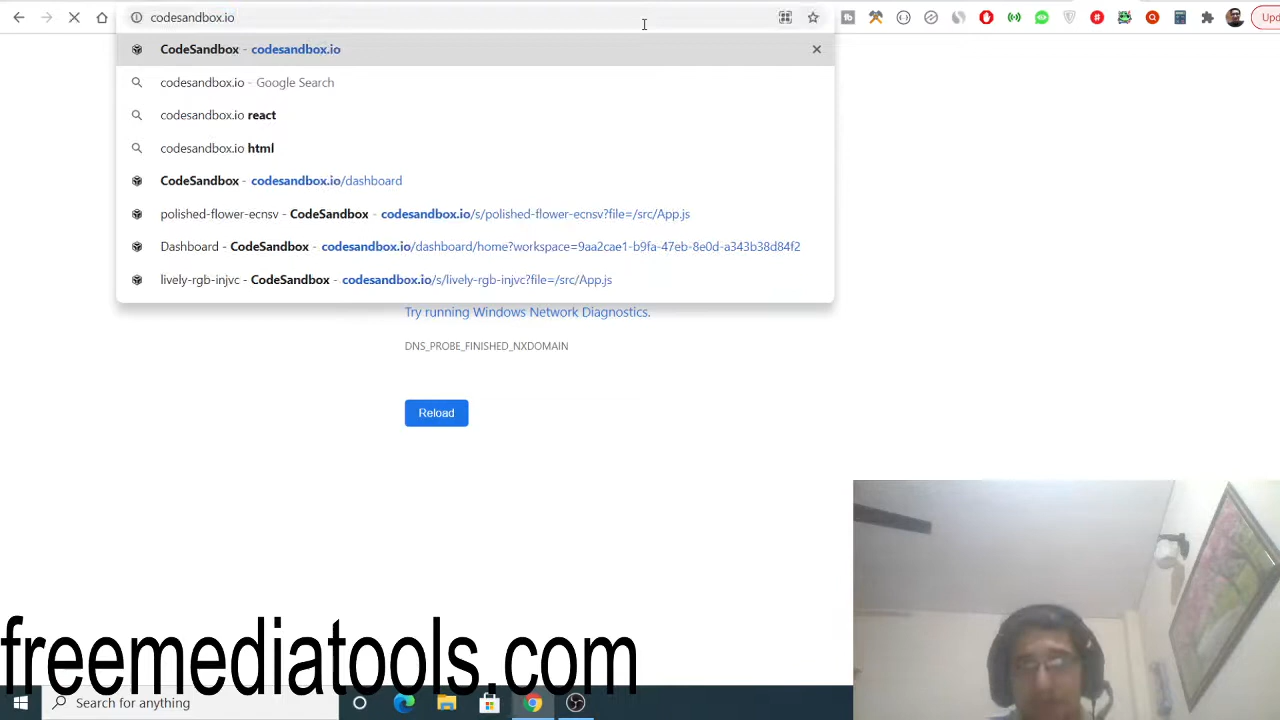 codesandbox.io
Upd
CodeSandbox - codesandbox.io
codesandbox.io - Google Search
codesandbox.io react
codesandbox.io html
CodeSandbox - codesandbox.io/dashboard
polished-flower-ecnsv - CodeSandbox - codesandbox.io/s/polished-flower-ecnsv?file=/src/App.js
Dashboard - CodeSandbox - codesandbox.io/dashboard/home?workspace=9aa2cae1-b9fa-47eb-8e0d-a343b38d84f2
lively-rgb-injvc - CodeSandbox - codesandbox.io/s/lively-rgb-injvc?file=/src/App.js
Try running Windows Network Diagnostics.
DNS_PROBE_FINISHED_NXDOMAIN
Reload
freemediatools.com
Search for anything